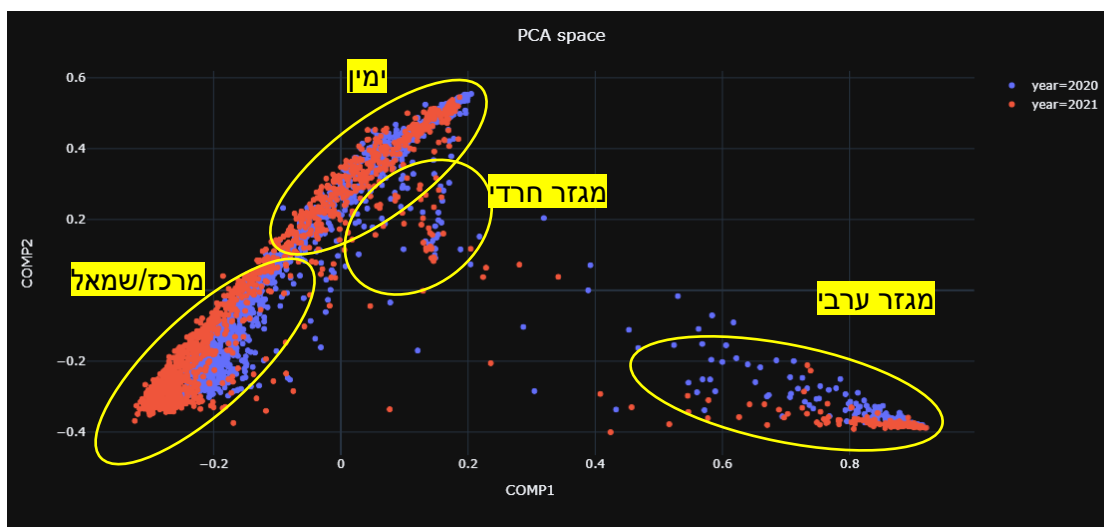 PCA space
ימין
year=2020
year=2021
מגזר חרדי
מרכז/שמאל
מגזר ערבי
COMP2
0.6
0.4
0.2
0
−0.2
−0.4
−0.2
0
0.2
0.4
0.6
0.8
COMP1